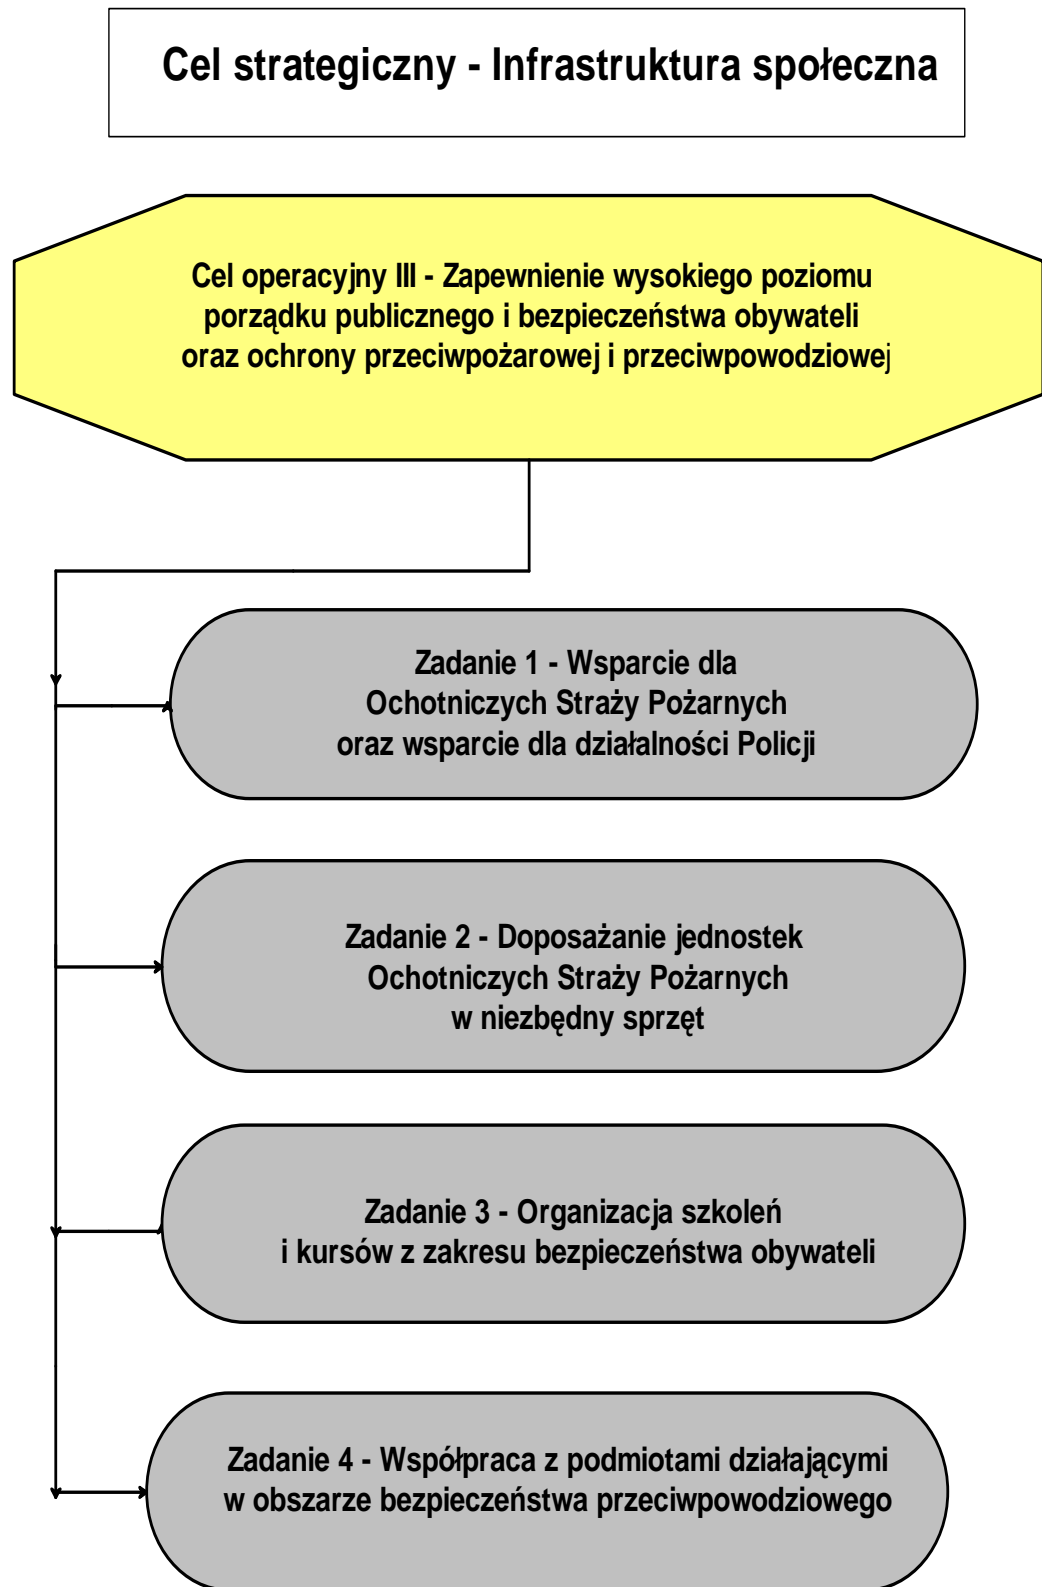 Cel strategiczny - Infrastruktura społeczna
Cel operacyjny III - Zapewnienie wysokiego poziomu
porządku publicznego i bezpieczeństwa obywateli
oraz ochrony przeciwpożarowej i przeciwpowodziowej
Zadanie 1 - Wsparcie dla
Ochotniczych Straży Pożarnych
oraz wsparcie dla działalności Policji
Zadanie 2 - Doposażanie jednostek
Ochotniczych Straży Pożarnych
w niezbędny sprzęt
Zadanie 3 - Organizacja szkoleń
i kursów z zakresu bezpieczeństwa obywateli
Zadanie 4 - Współpraca z podmiotami działającymi
w obszarze bezpieczeństwa przeciwpowodziowego